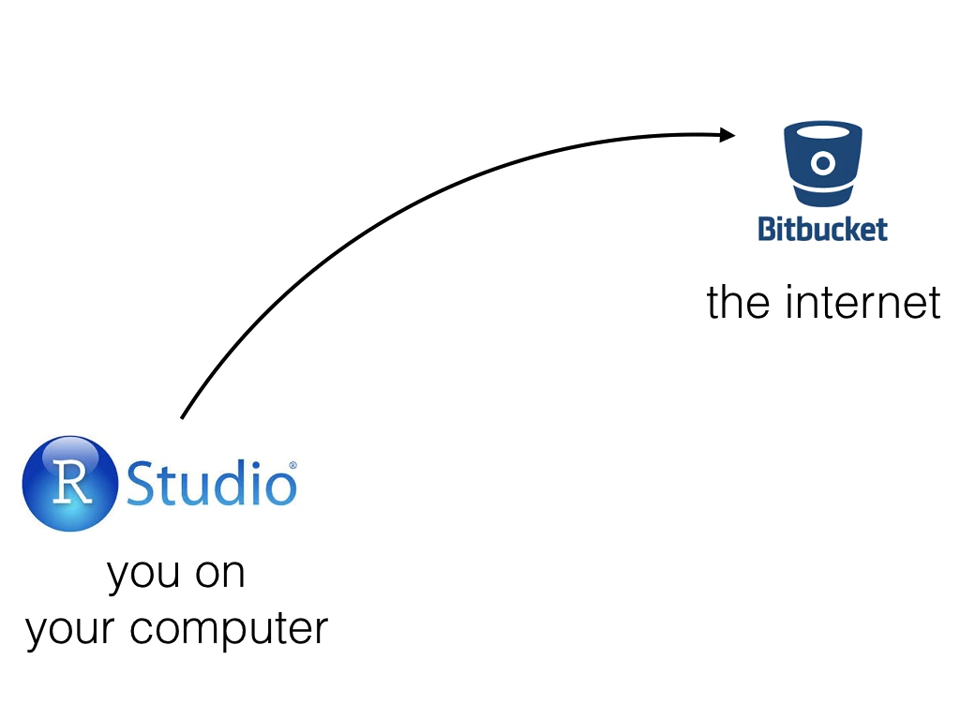 Bitbucket
the internet
R Studio®
you on
your computer